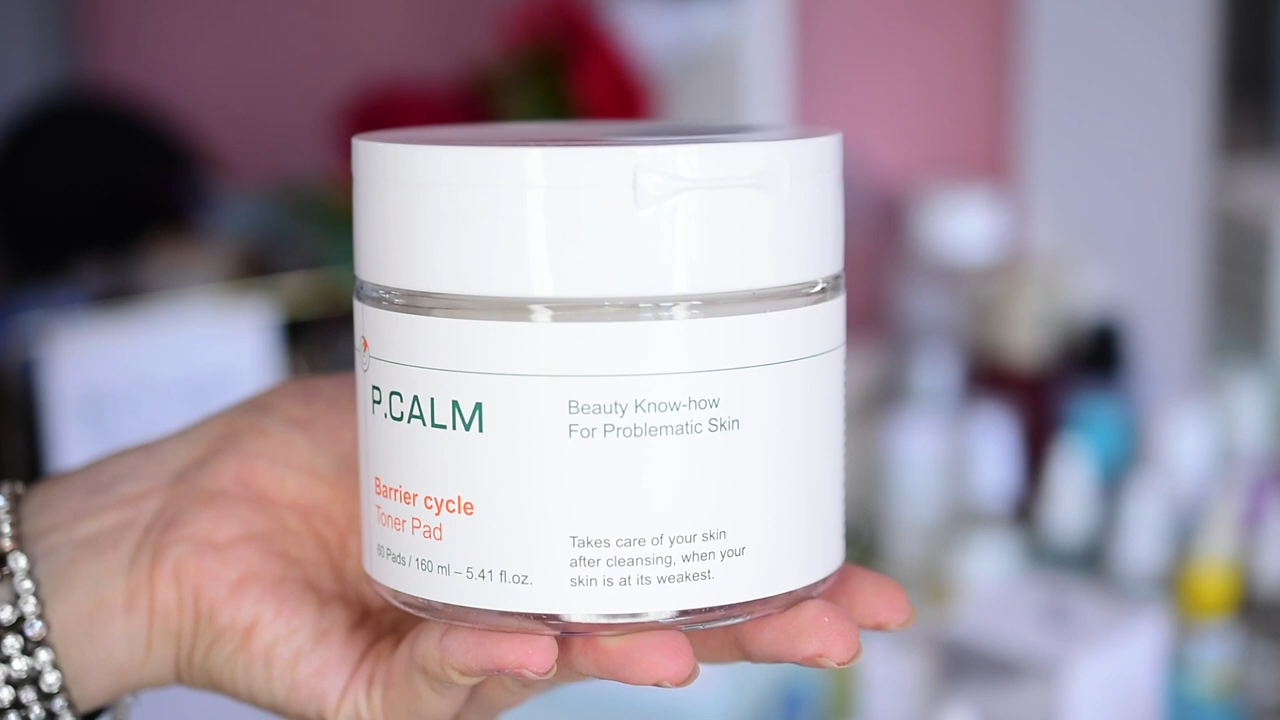 P.CALM
Beauty Know-how
For Problematic Skin
Barrier cycle
Toner Pad
60 Pads / 160 ml – 5.41 fl.oz.
Takes care of your skin
after cleansing, when your
skin is at its weakest.